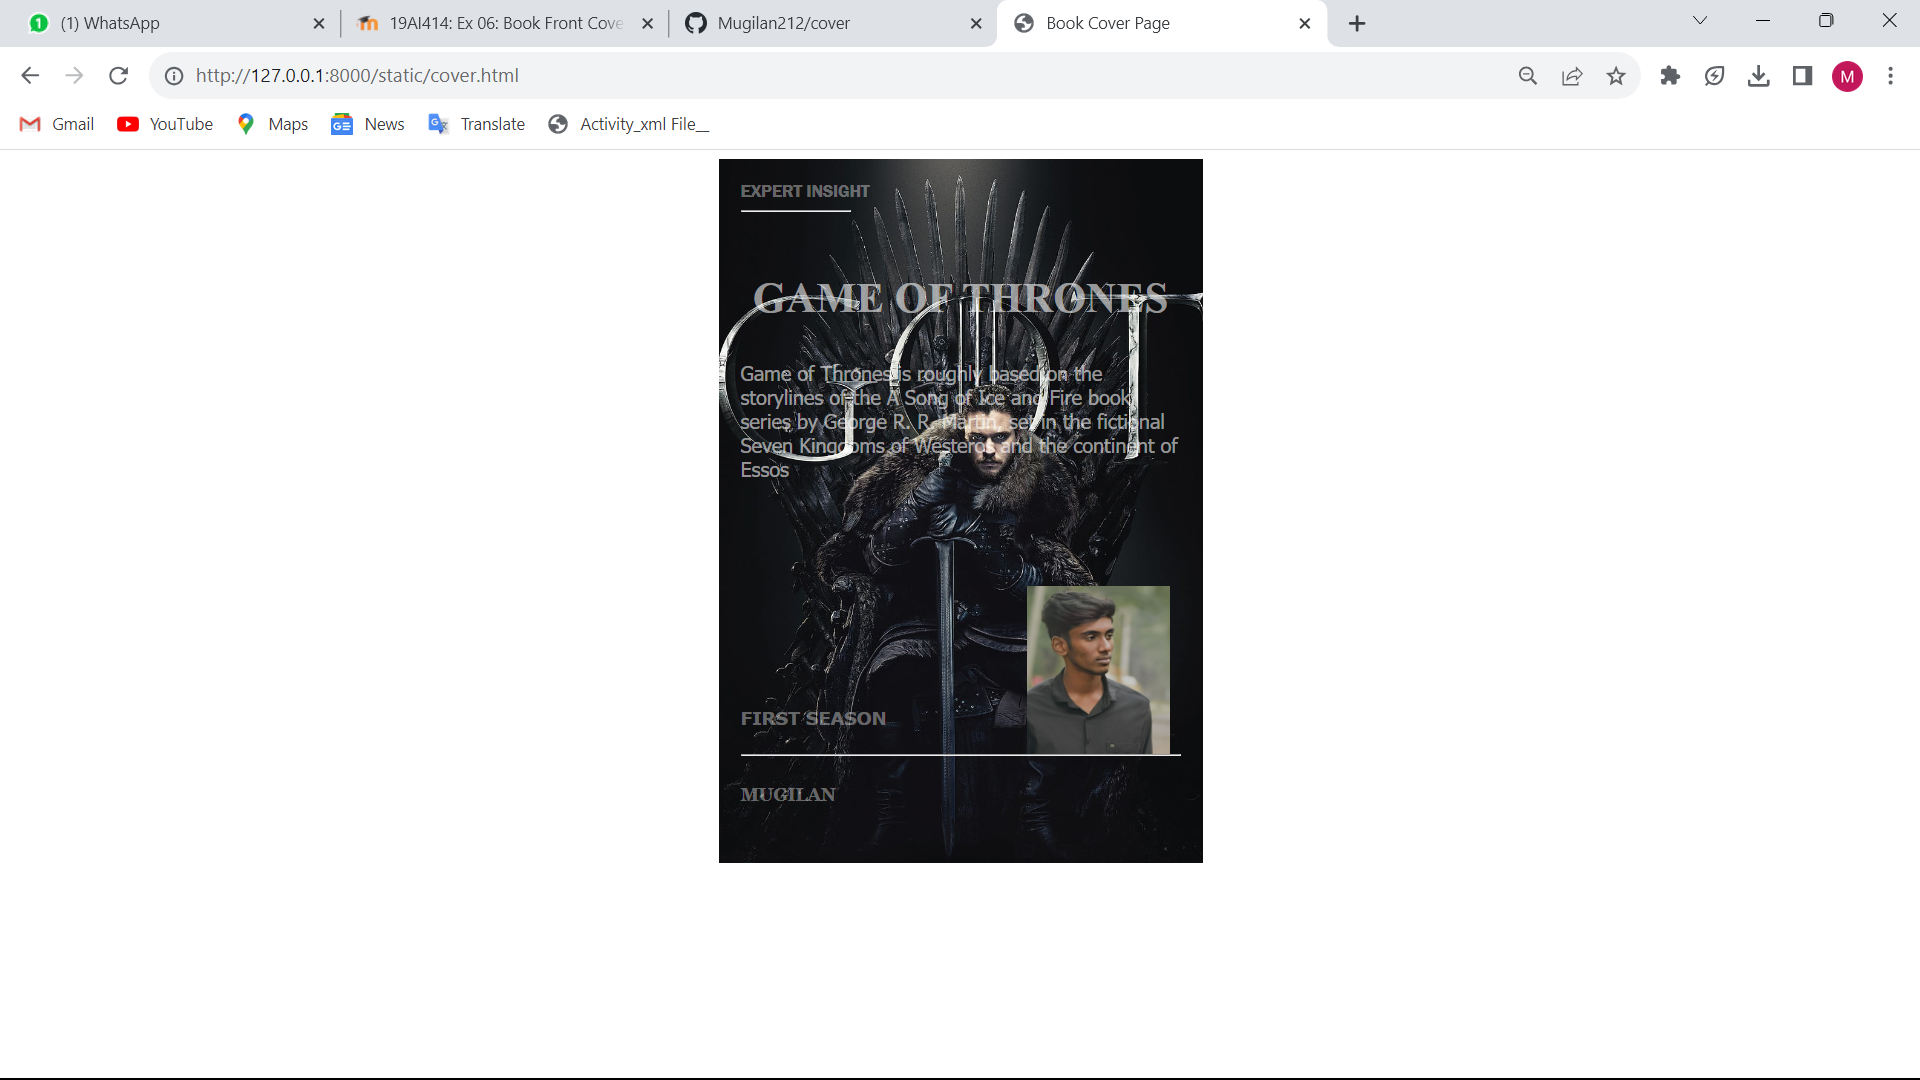 (1) WhatsApp
19AI414: Ex 06: Book Front Cove
Mugilan212/cover
Book Cover Page
http://127.0.0.1:8000/static/cover.html
M
Gmail
YouTube
Maps
News
Translate
Activity_xml File__
EXPERT INSIGHT
GAME OF THRONES
GOT
Game of Thrones is roughly based on the
storylines of the A Song of Ice and Fire book
series by George R. R. Martin, set in the fictional
Seven Kingdoms of Westeros and the continent of
Essos
FIRST SEASON
MUGILAN